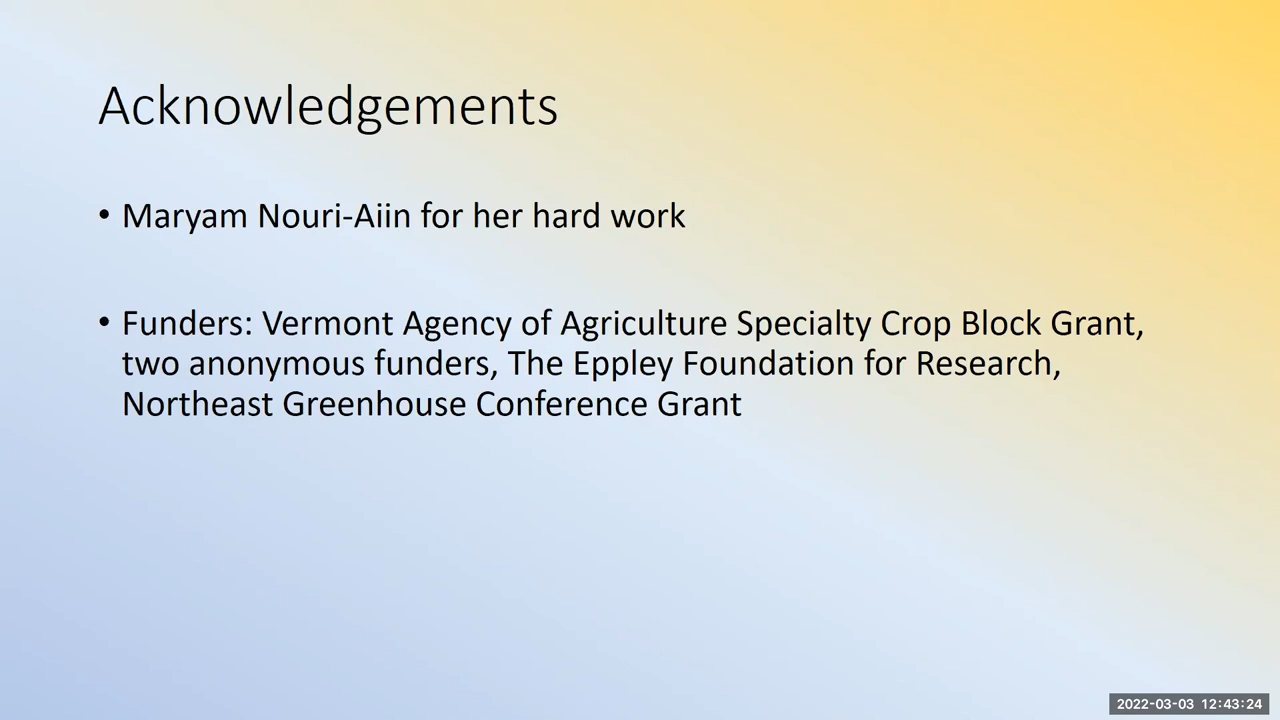 Acknowledgements
• Maryam Nouri-Aiin for her hard work
• Funders: Vermont Agency of Agriculture Specialty Crop Block Grant,
two anonymous funders, The Eppley Foundation for Research,
Northeast Greenhouse Conference Grant
2022-03-03 12:43:24